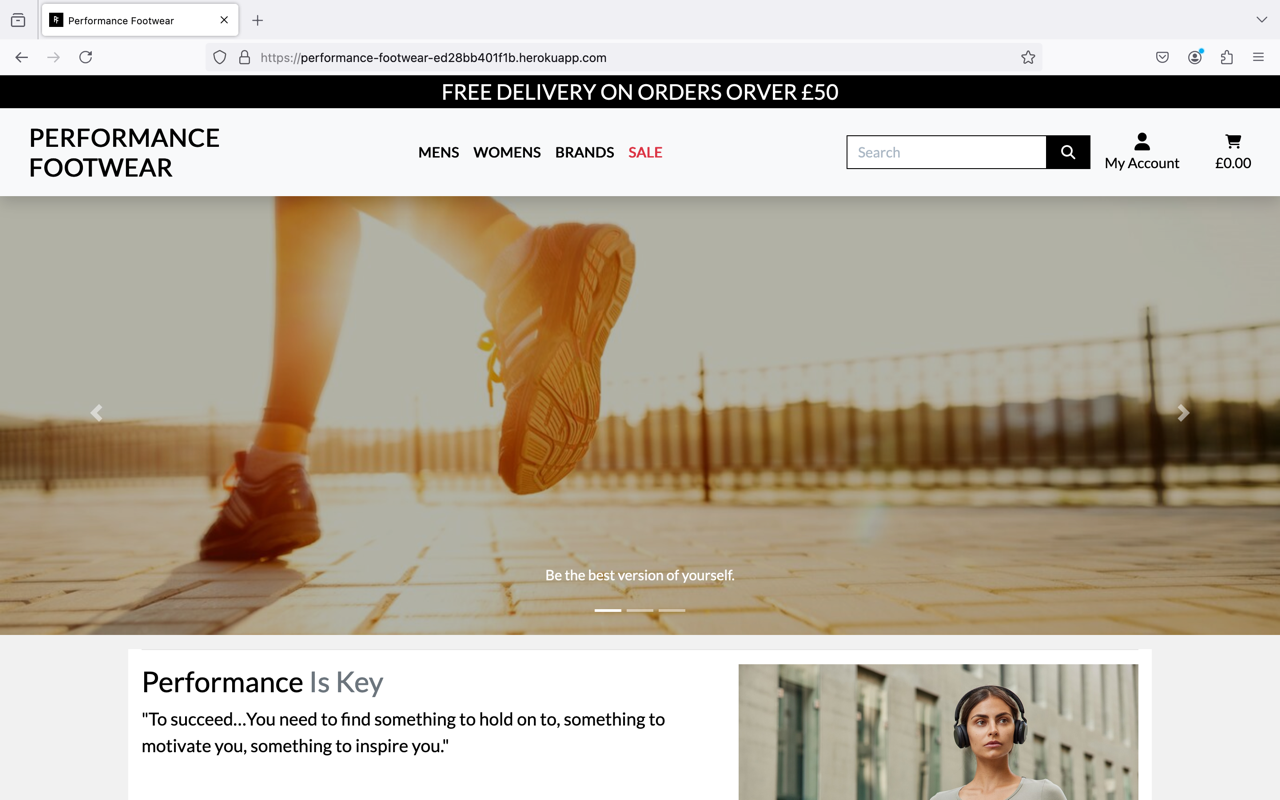 Performance Footwear
https://performance-footwear-ed28bb401f1b.herokuapp.com
FREE DELIVERY ON ORDERS ORVER £50
PERFORMANCE
FOOTWEAR
MENS WOMENS BRANDS SALE
Search
My Account
£0.00
Be the best version of yourself.
Performance Is Key
"To succeed...You need to find something to hold on to, something to
motivate you, something to inspire you."